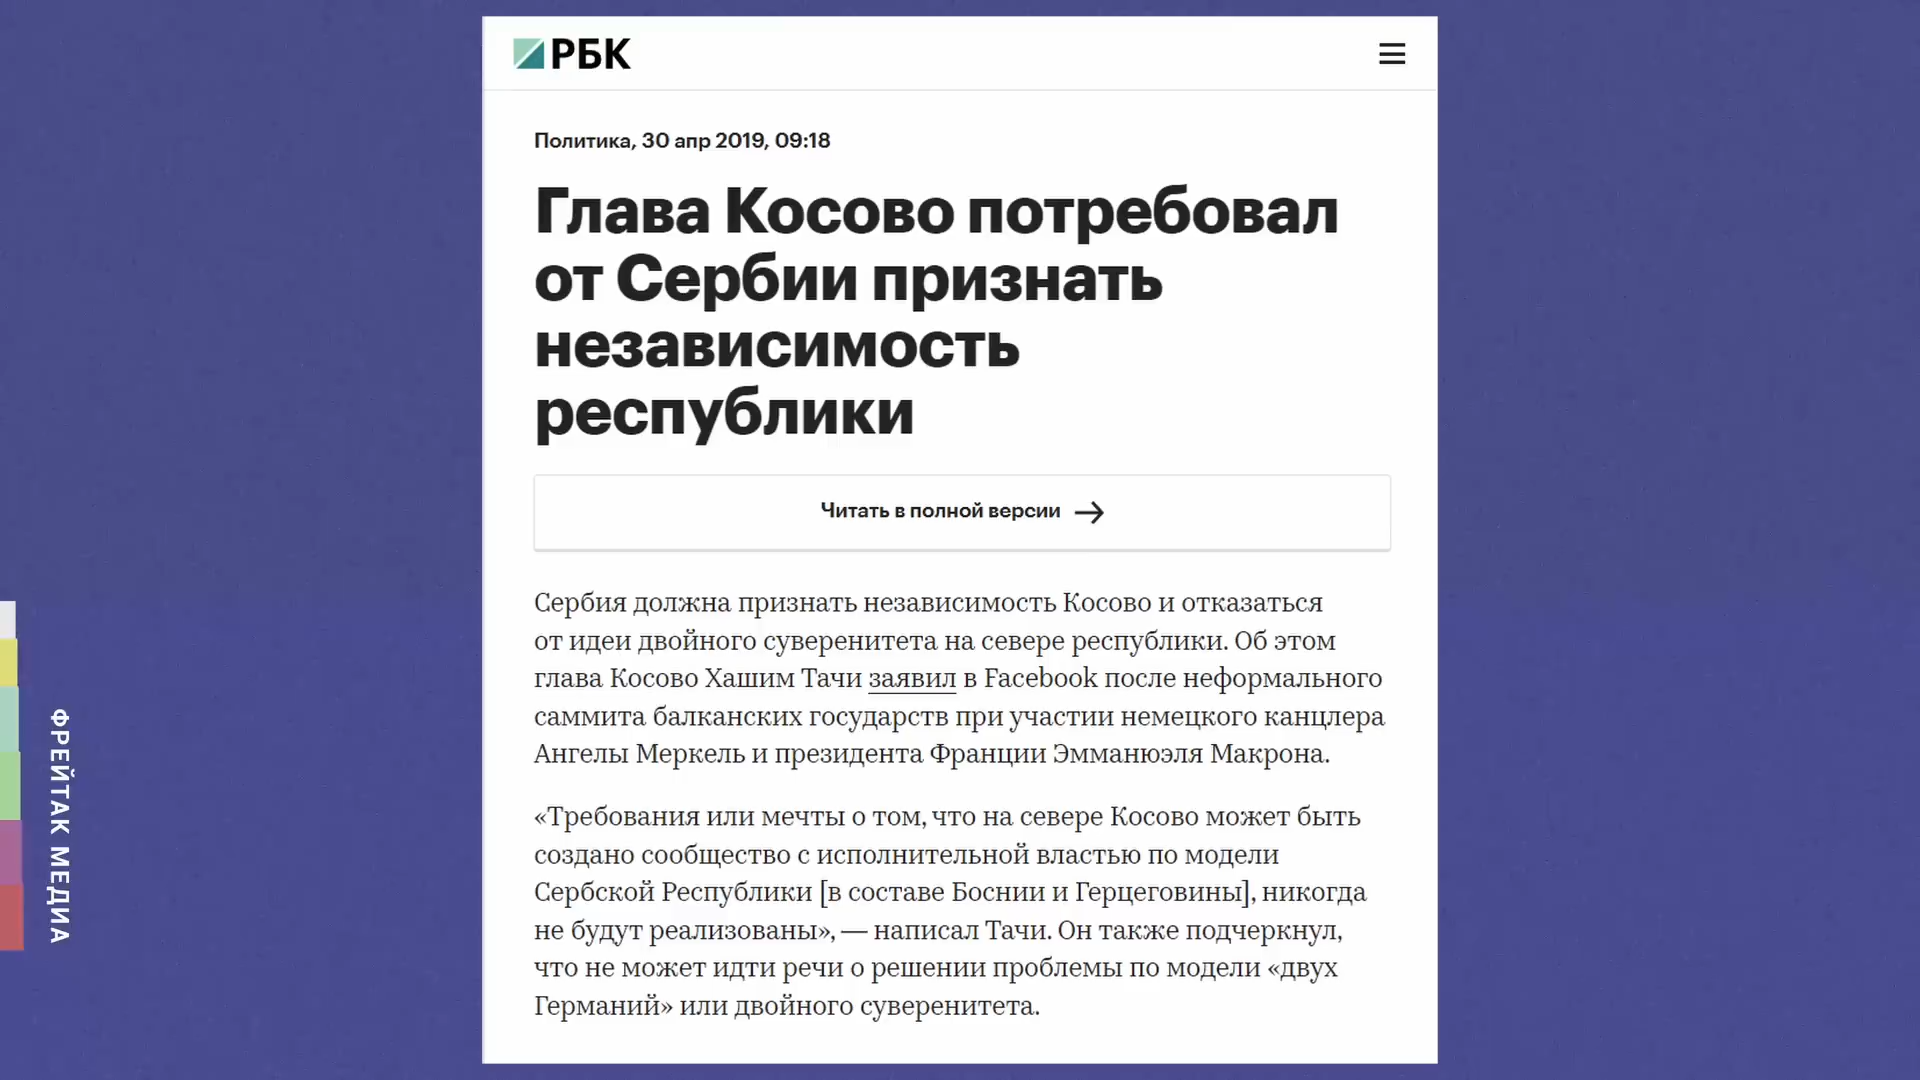 РБК
Политика, 30 апр 2019, 09:18
Глава Косово потребовал
от Сербии признать
независимость
республики
Читать в полной версии
Сербия должна признать независимость Косово и отказаться
от идеи двойного суверенитета на севере республики. Об этом
глава Косово Хашим Тачи заявил в Facebook после неформального
саммита балканских государств при участии немецкого канцлера
Ангелы Меркель и президента Франции Эмманюэля Макрона.
«Требования или мечты о том, что на севере Косово может быть
создано сообщество с исполнительной властью по модели
Сербской Республики [в составе Боснии и Герцеговины], никогда
не будут реализованы», — написал Тачи. Он также подчеркнул,
что не может идти речи о решении проблемы по модели «двух
Германий» или двойного суверенитета.
ФРЕЙТАК МЕДИА